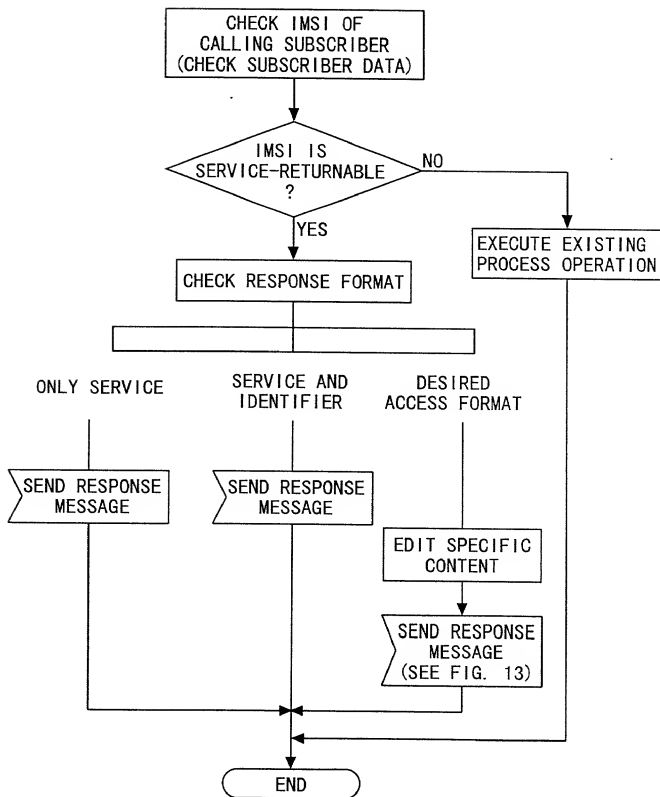 CHECK IMSI OF
CALLING SUBSCRIBER
(CHECK SUBSCRIBER DATA)
IMSI IS
SERVICE-RETURNABLE
?
NO
YES
EXECUTE EXISTING
PROCESS OPERATION
CHECK RESPONSE FORMAT
ONLY SERVICE
SERVICE AND
IDENTIFIER
DESIRED
ACCESS FORMAT
SEND RESPONSE
MESSAGE
SEND RESPONSE
MESSAGE
EDIT SPECIFIC
CONTENT
SEND RESPONSE
MESSAGE
(SEE FIG. 13)
END